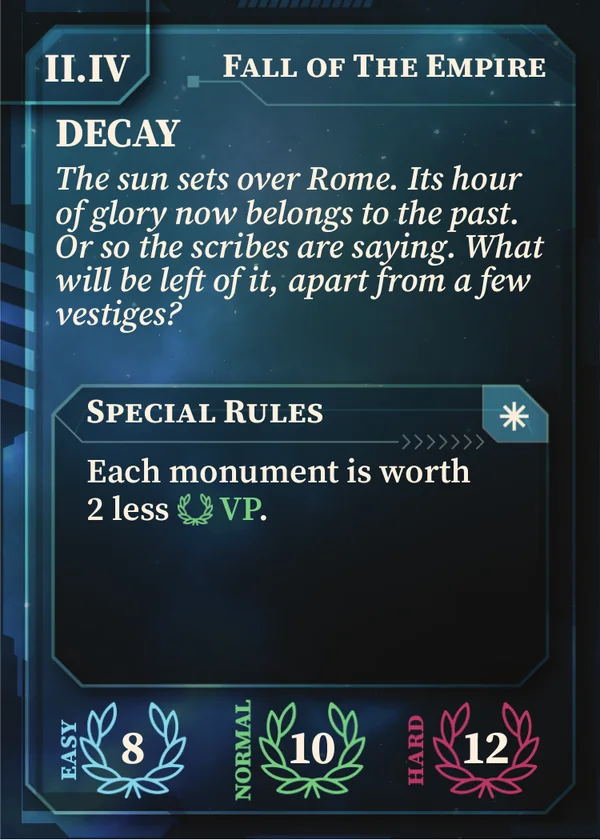 II.IV
Fall of The Empire
DECAY
The sun sets over Rome. Its hour
of glory now belongs to the past.
Or so the scribes are saying. What
will be left of it, apart from a few
vestiges?
Special Rules
Each monument is worth
2 less VP.
EASY 8 NORMAL 10 HARD 12